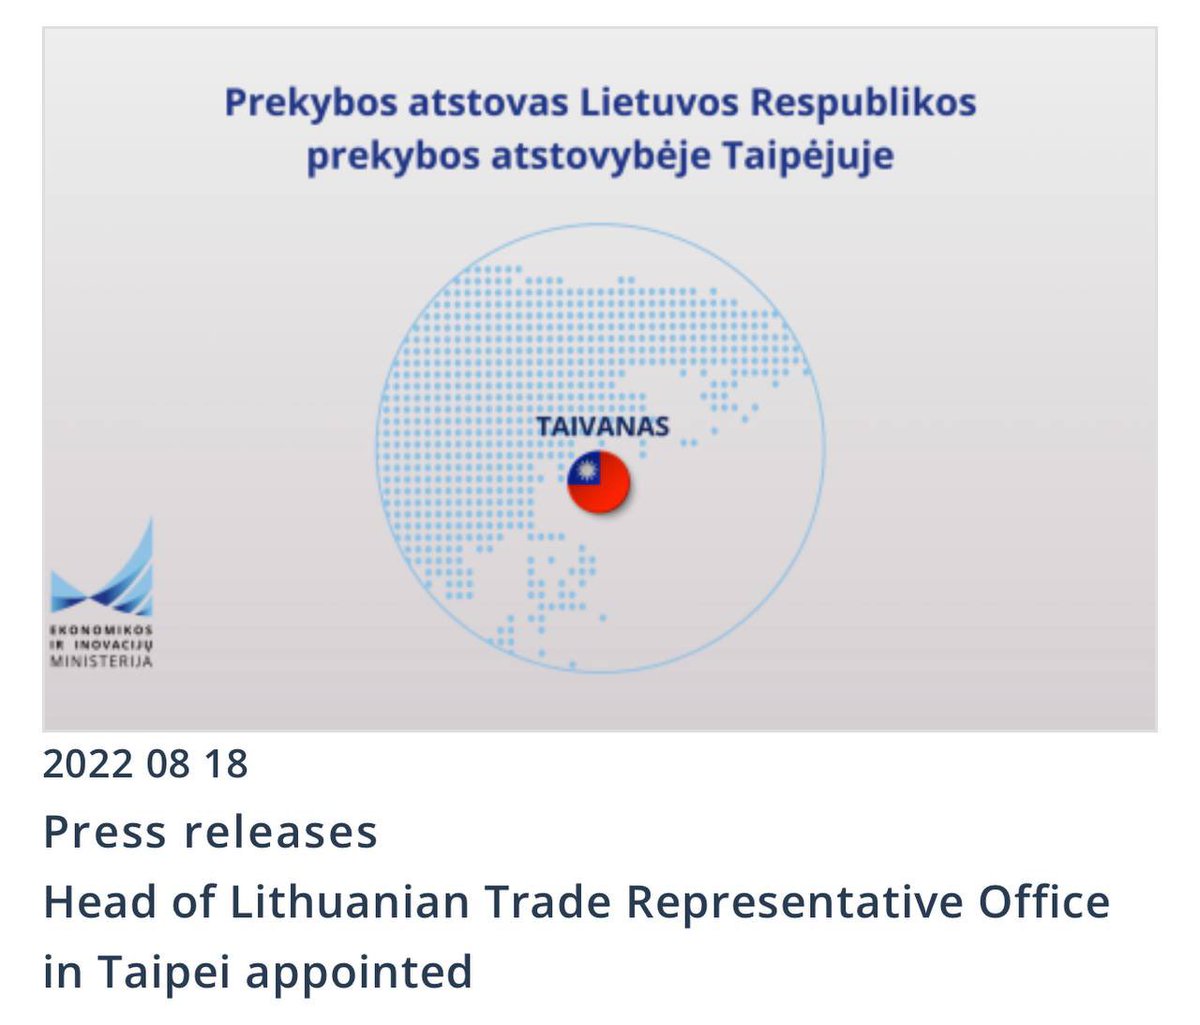 Prekybos atstovas Lietuvos Respublikos
prekybos atstovybėje Taipėjuje
TAIVANAS
EKONOMIKOS
IR INOVACIJŲ
MINISTERIJA
2022 08 18
Press releases
Head of Lithuanian Trade Representative Office
in Taipei appointed